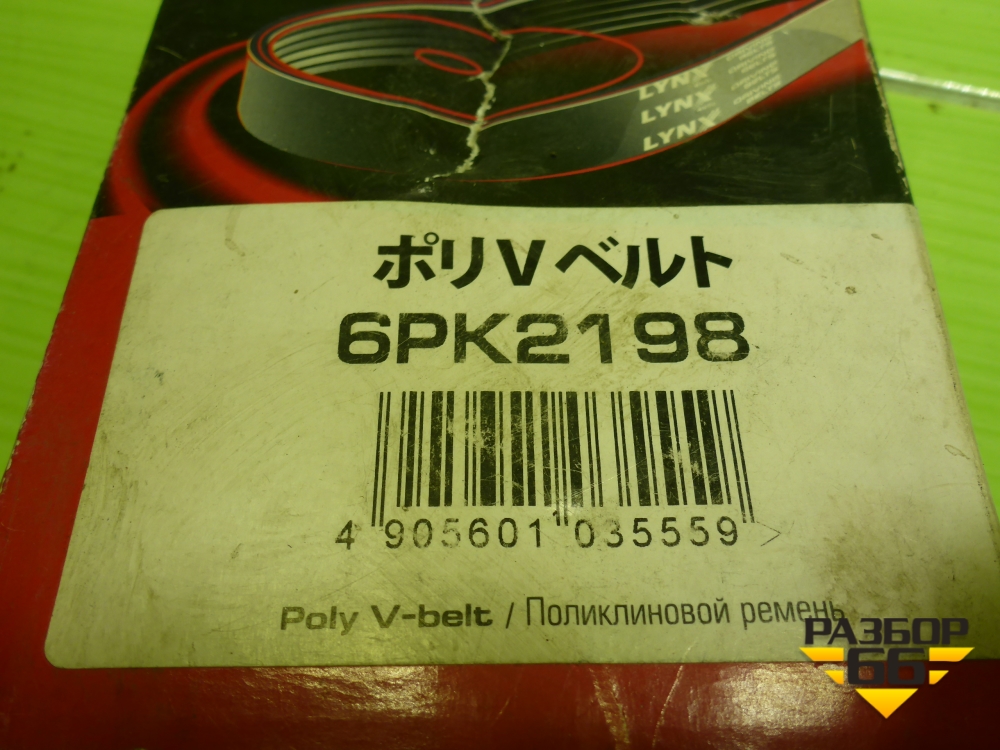 LYNX
LYNX
LYNX
ポリVベルト
6PK2198
4 905601 035559 >
Poly V-belt / Поликлиновой ремень
РАЗБОР
66